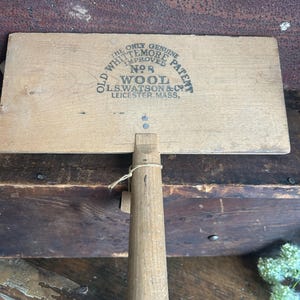 THE ONLY GENUINE
OLD WHITTEMORE PATENT
IMPROVED
No 8
WOOL
L.S.WATSON & Co.
LEICESTER, MASS.